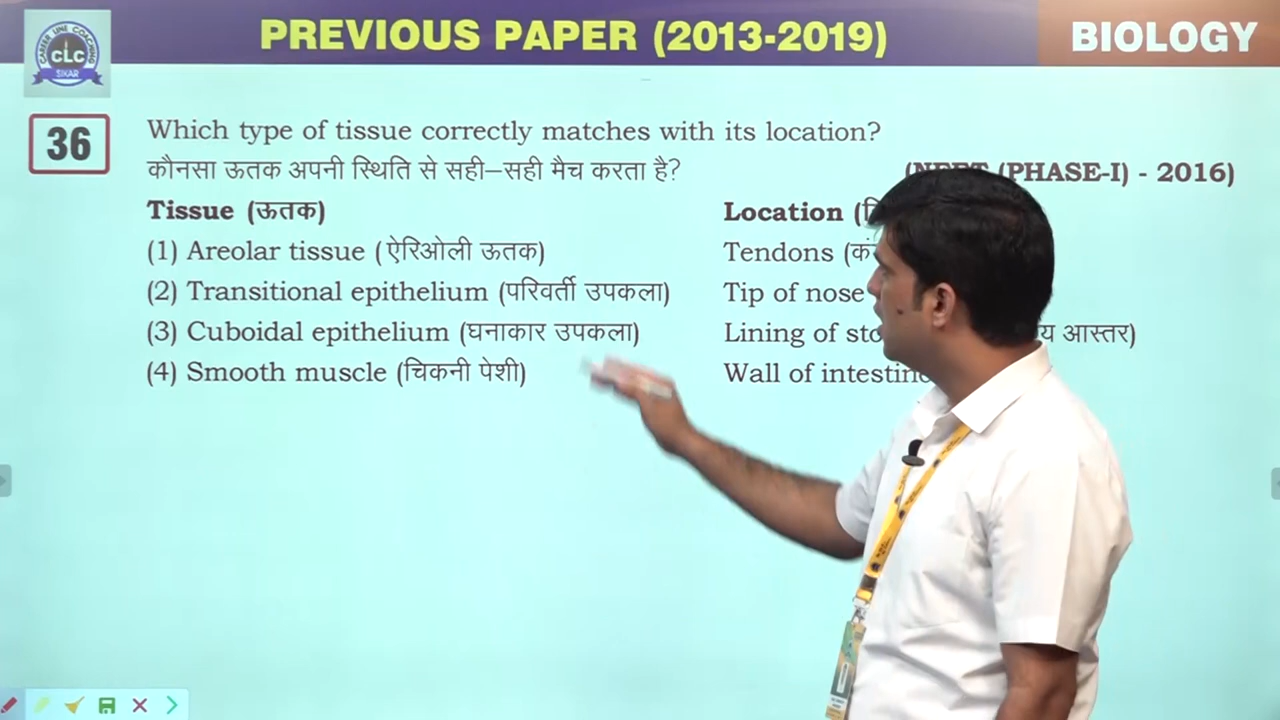 PREVIOUS PAPER (2013-2019)
BIOLOGY
CAREER LINE COACHING
CLC
SIKAR
36
Which type of tissue correctly matches with its location?
कौनसा ऊतक अपनी स्थिति से सही–सही मैच करता है?
(PHASE-I) - 2016)
Tissue (ऊतक) Location
(1) Areolar tissue (ऐरिओली ऊतक) Tendons
(2) Transitional epithelium (परिवर्ती उपकला) Tip of nose
(3) Cuboidal epithelium (घनाकार उपकला) Lining of आस्तर)
(4) Smooth muscle (चिकनी पेशी) Wall of